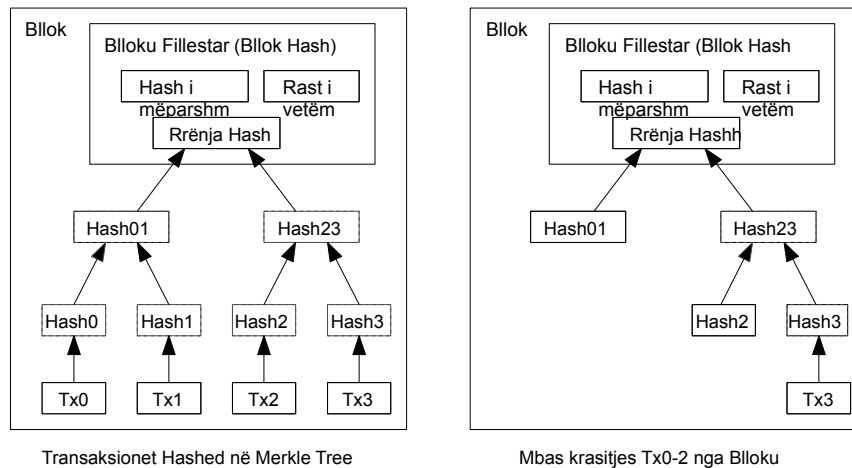 Bllok
Blloku Fillestar (Bllok Hash)
Hash i
mëparshm
Rast i
vetëm
Rrënja Hash
Hash01
Hash23
Hash0
Hash1
Hash2
Hash3
Tx0
Tx1
Tx2
Tx3
Transaksionet Hashed në Merkle Tree
Bllok
Blloku Fillestar (Bllok Hash
Hash i
mëparshm
Rast i
vetëm
Rrënja Hashh
Hash01
Hash23
Hash2
Hash3
Tx3
Mbas krasitjes Tx0-2 nga Blloku